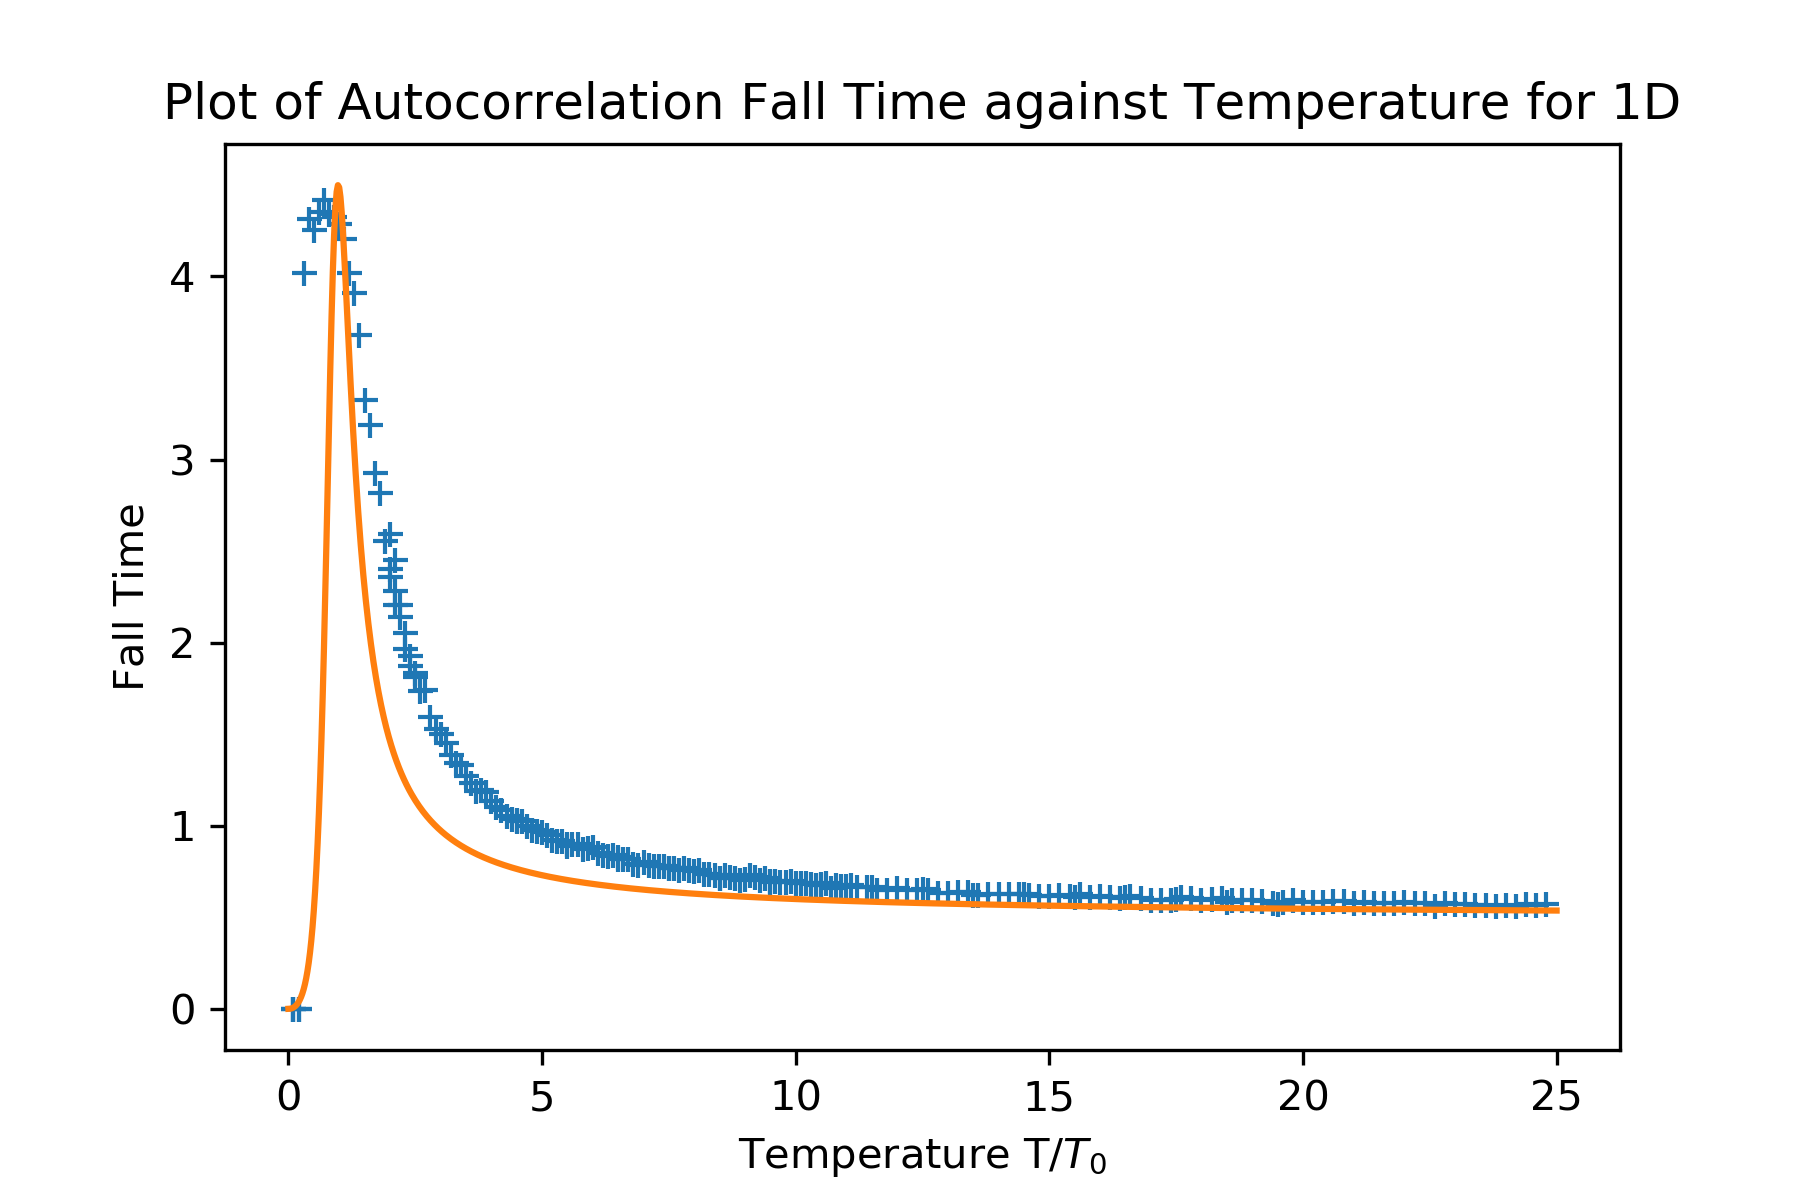 Plot of Autocorrelation Fall Time against Temperature for 1D
Fall Time
4
3
2
1
0
0 5 10 15 20 25
Temperature T/T₀